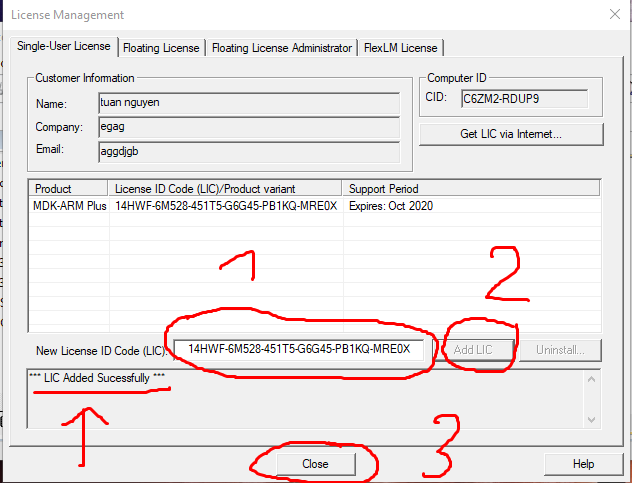 License Management
Single-User License Floating License Floating License Administrator FlexLM License
Customer Information
Name: tuan nguyen
Company: egag
Email: aggdjgb
Computer ID
CID: C6ZM2-RDUP9
Get LIC via Internet...
Product License ID Code (LIC)/Product variant Support Period
MDK-ARM Plus 14HWF-6M528-451T5-G6G45-PB1KQ-MRE0X Expires: Oct 2020
1
2
New License ID Code (LIC): 14HWF-6M528-451T5-G6G45-PB1KQ-MRE0X Add LIC Uninstall...
*** LIC Added Sucessfully ***
3
Close Help